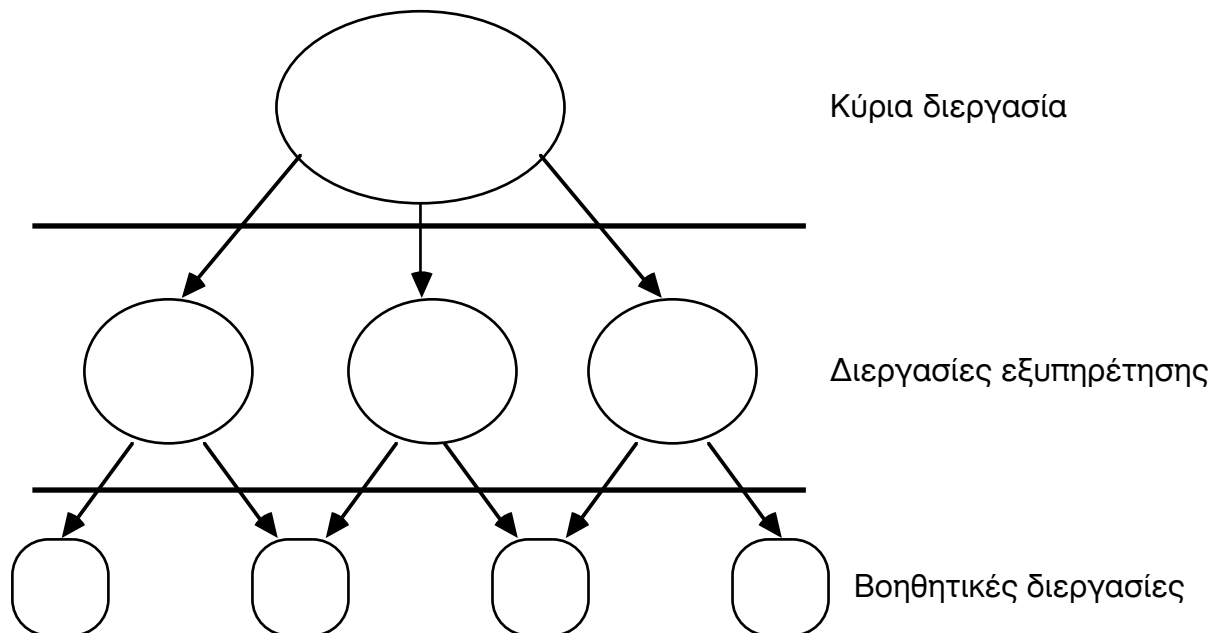 Κύρια διεργασία
Διεργασίες εξυπηρέτησης
Βοηθητικές διεργασίες